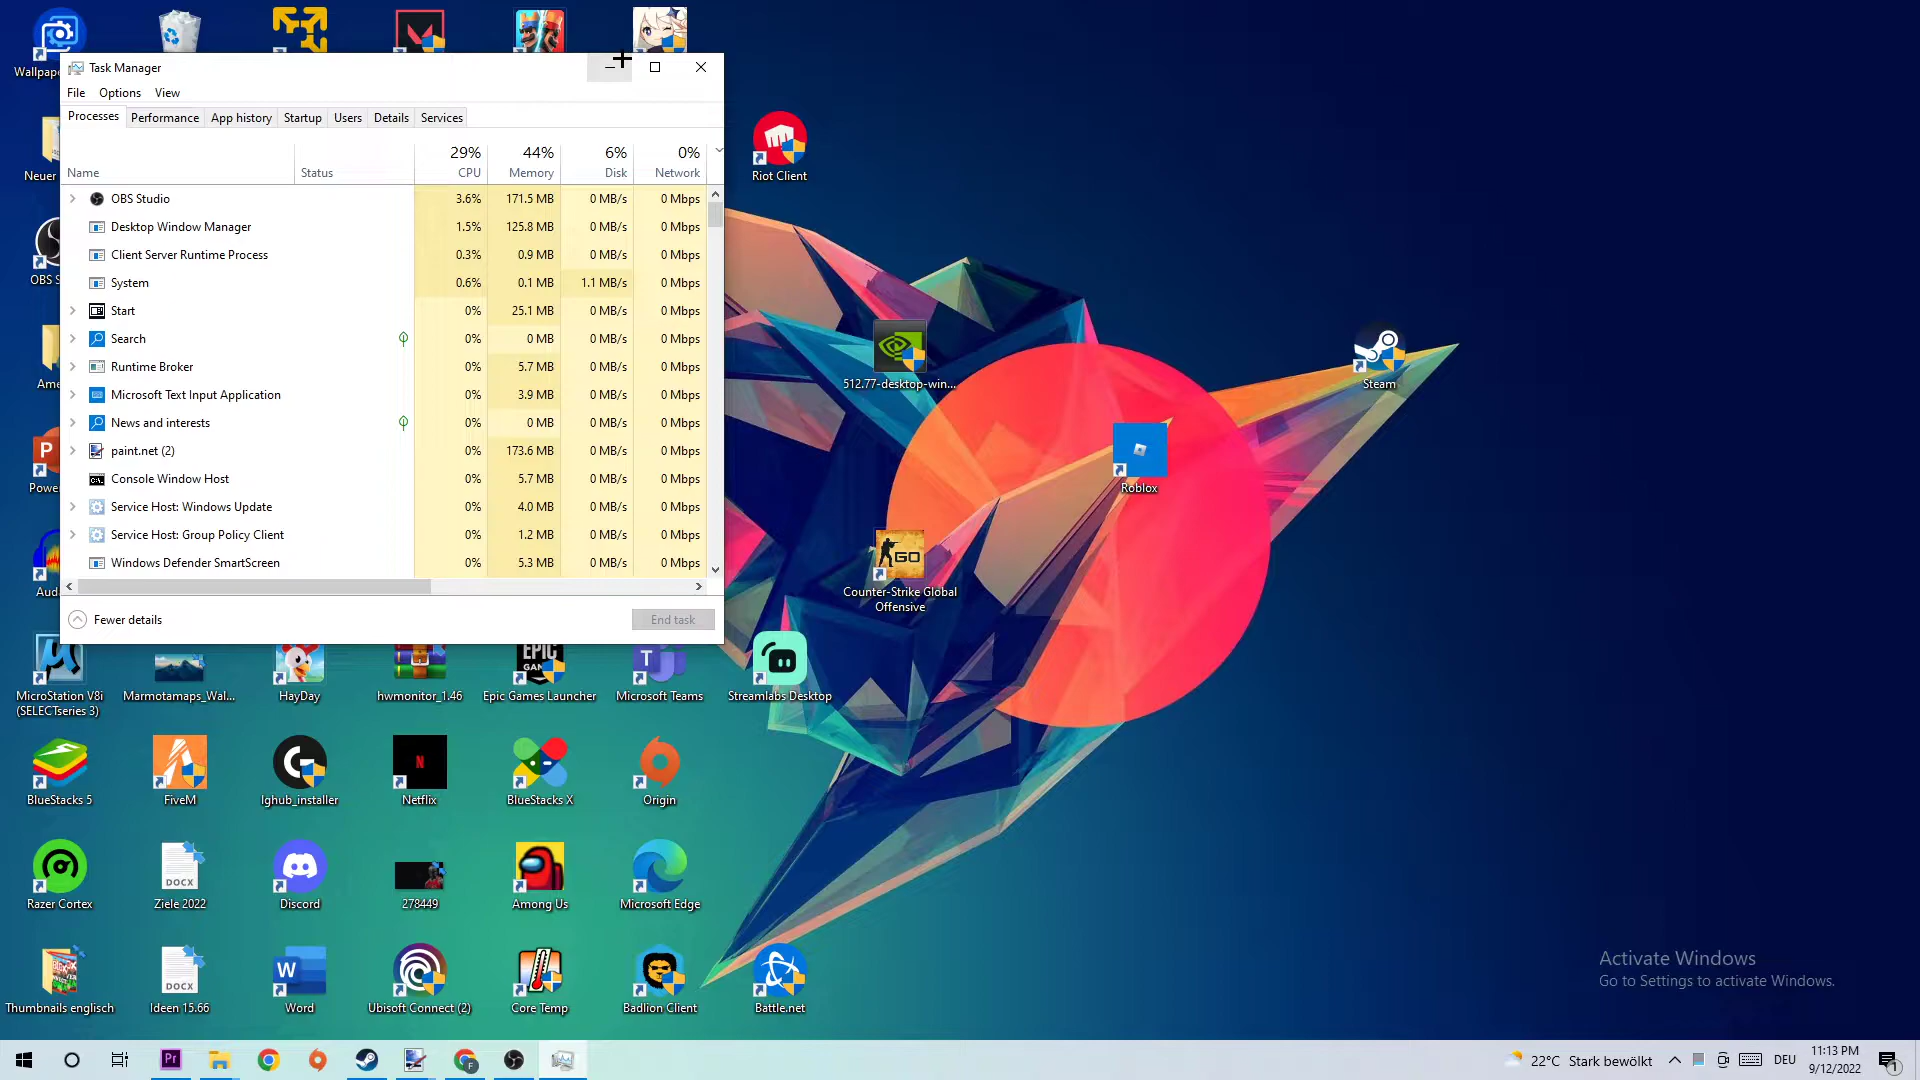 Wallpape
Task Manager
File Options View
Processes Performance App history Startup Users Details Services
29% 44% 6% 0%
Name Status CPU Memory Disk Network
OBS Studio 3.6% 171.5 MB 0 MB/s 0 Mbps
Desktop Window Manager 1.5% 125.8 MB 0 MB/s 0 Mbps
Client Server Runtime Process 0.3% 0.9 MB 0 MB/s 0 Mbps
System 0.6% 0.1 MB 1.1 MB/s 0 Mbps
Start 0% 25.1 MB 0 MB/s 0 Mbps
Search 0% 0 MB 0 MB/s 0 Mbps
Runtime Broker 0% 5.7 MB 0 MB/s 0 Mbps
Microsoft Text Input Application 0% 3.9 MB 0 MB/s 0 Mbps
News and interests 0% 0 MB 0 MB/s 0 Mbps
paint.net (2) 0% 173.6 MB 0 MB/s 0 Mbps
Console Window Host 0% 5.7 MB 0 MB/s 0 Mbps
Service Host: Windows Update 0% 4.0 MB 0 MB/s 0 Mbps
Service Host: Group Policy Client 0% 1.2 MB 0 MB/s 0 Mbps
Windows Defender SmartScreen 0% 5.3 MB 0 MB/s 0 Mbps
Fewer details End task
Neuer
OBS S
Ame
Powe
Auda
Riot Client
512.77-desktop-win...
Steam
Roblox
GO
Counter-Strike Global
Offensive
EPIC
GAM
T
MicroStation V8i
(SELECTseries 3)
Marmotamaps_Wal...
HayDay
hwmonitor_1.46
Epic Games Launcher
Microsoft Teams
Streamlabs Desktop
N
BlueStacks 5
FiveM
lghub_installer
Netflix
BlueStacks X
Origin
DOCX
Razer Cortex
Ziele 2022
Discord
278449
Among Us
Microsoft Edge
DOCX
W
Thumbnails englisch
Ideen 15.66
Word
Ubisoft Connect (2)
Core Temp
Badlion Client
Battle.net
Activate Windows
Go to Settings to activate Windows.
Pr
22°C Stark bewölkt
DEU
11:13 PM
9/12/2022
1